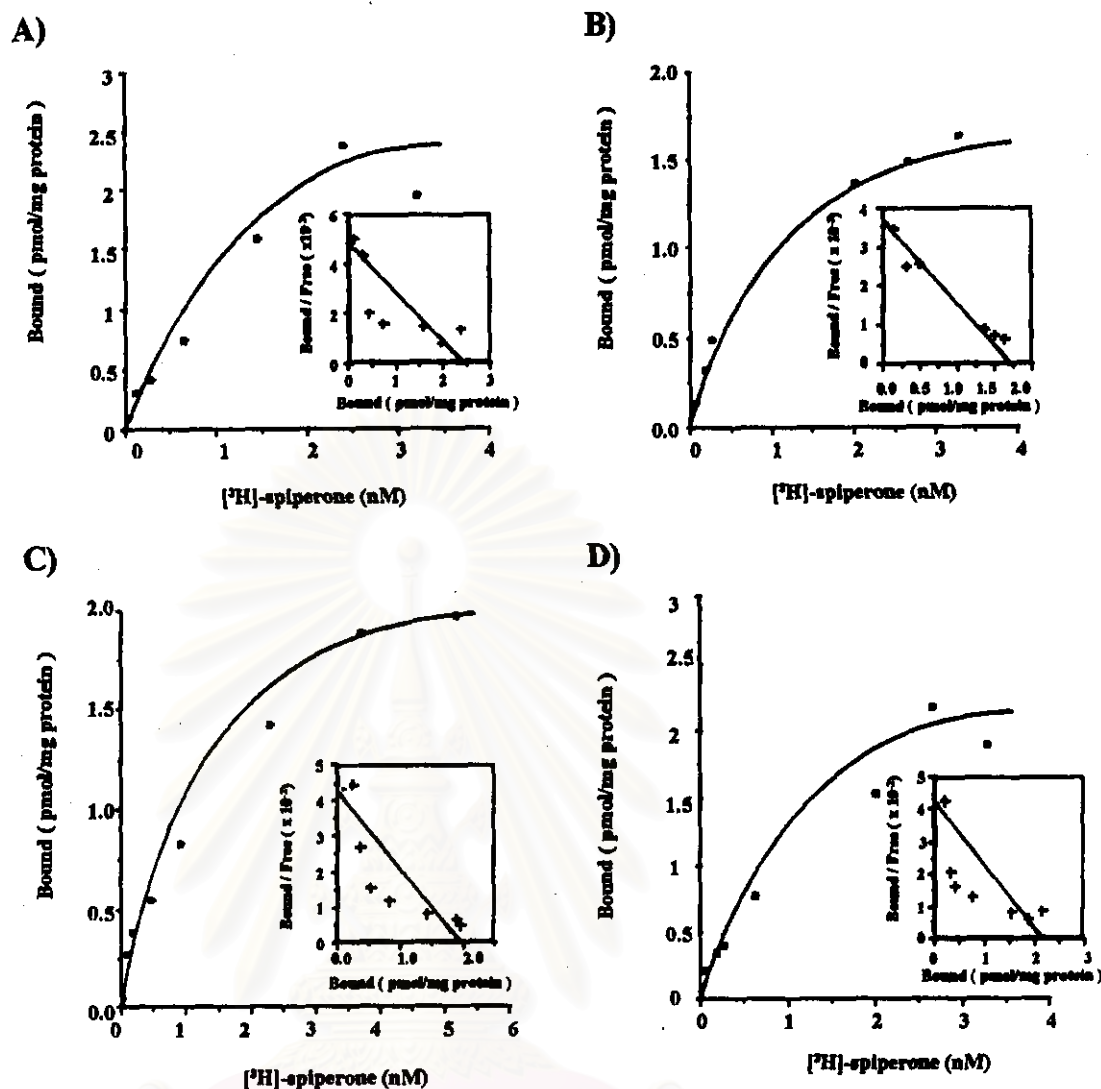 A)
Bound ( pmol/mg protein )
3
2.5
2
1.5
1
0.5
0
0 1 2 3 4
[³H]-spiperone (nM)
Bound / Free ( x10⁻²)
6
4
2
0
0 1 2 3
Bound ( pmol/mg protein )
B)
Bound ( pmol/mg protein )
2.0
1.5
1.0
0.5
0.0
0 1 2 3 4
[³H]-spiperone (nM)
Bound / Free ( x 10⁻²)
4
3
2
1
0
0.0 0.5 1.0 1.5 2.0
Bound ( pmol/mg protein )
C)
Bound ( pmol/mg protein )
2.0
1.5
1.0
0.5
0.0
0 1 2 3 4 5 6
[³H]-spiperone (nM)
Bound / Free ( x 10⁻²)
5
4
3
2
1
0
0.0 1.0 2.0
Bound ( pmol/mg protein )
D)
Bound ( pmol/mg protein )
3
2.5
2
1.5
1
0.5
0
0 1 2 3 4
[³H]-spiperone (nM)
Bound / Free ( x 10⁻²)
5
4
3
2
1
0
0 1 2 3
Bound ( pmol/mg protein )